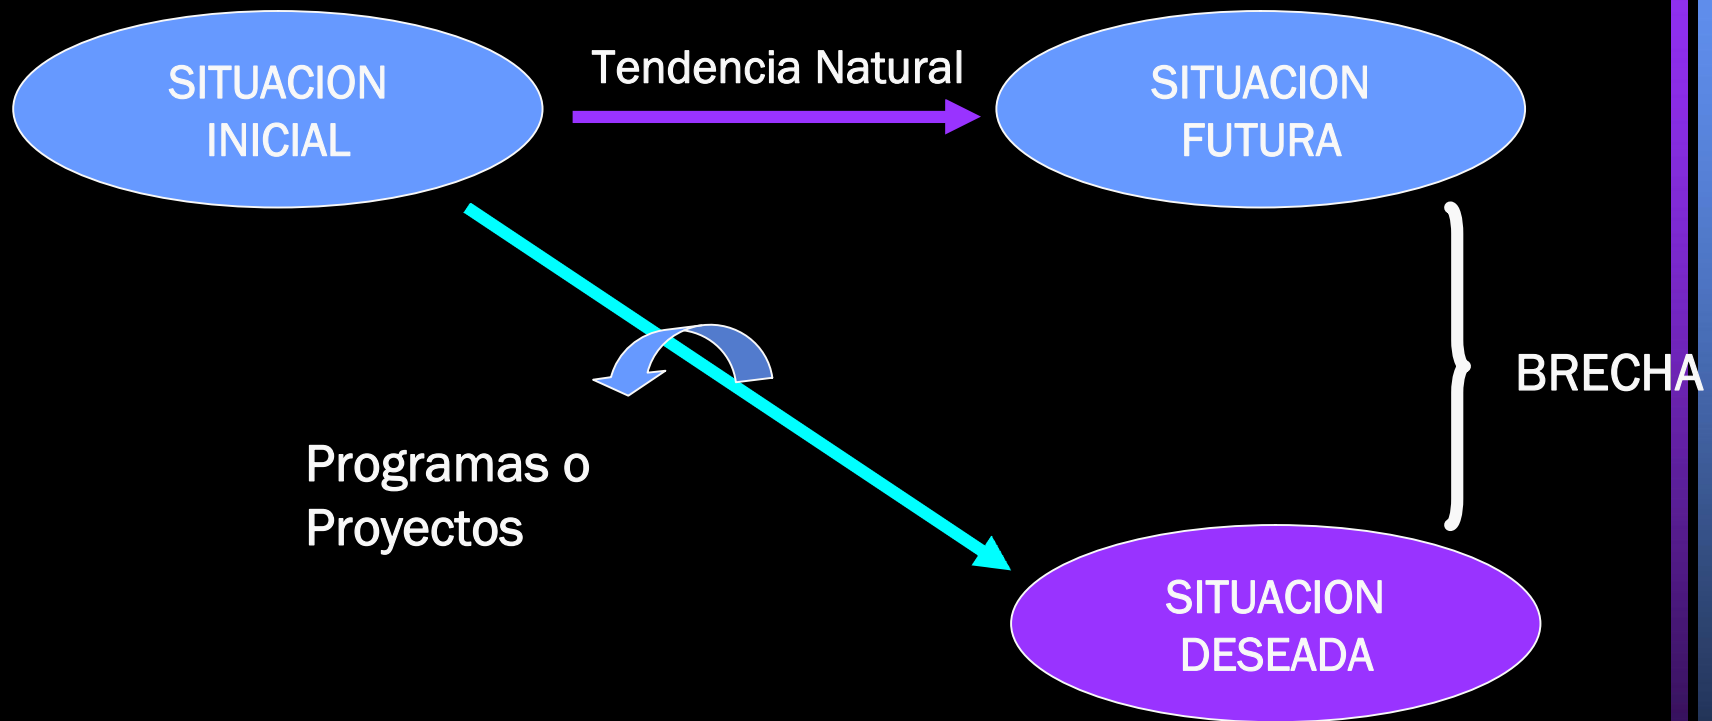 SITUACION
INICIAL
Tendencia Natural
SITUACION
FUTURA
BRECHA
Programas o
Proyectos
SITUACION
DESEADA